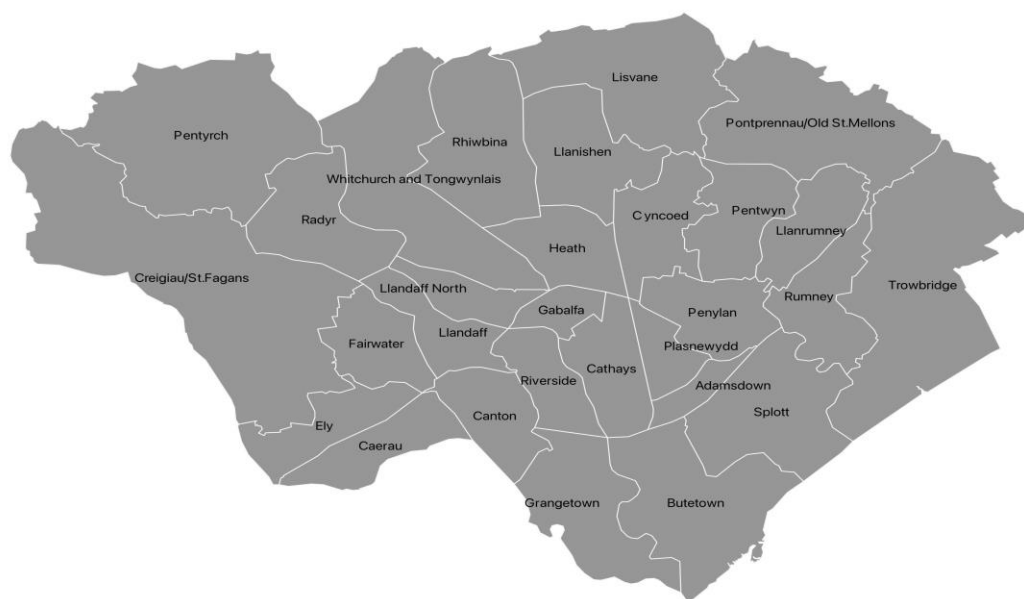 Lisvane
Pontprennau/Old St.Mellons
Pentyrch
Rhiwbina
Llanishen
Whitchurch and Tongwynlais
Radyr
Cyncoed
Pentwyn
Llanrumney
Heath
Creigiau/St.Fagans
Llandaff North
Rumney
Trowbridge
Gabalfa
Penylan
Llandaff
Fairwater
Plasnewydd
Cathays
Riverside
Adamsdown
Splott
Canton
Ely
Caerau
Grangetown
Butetown